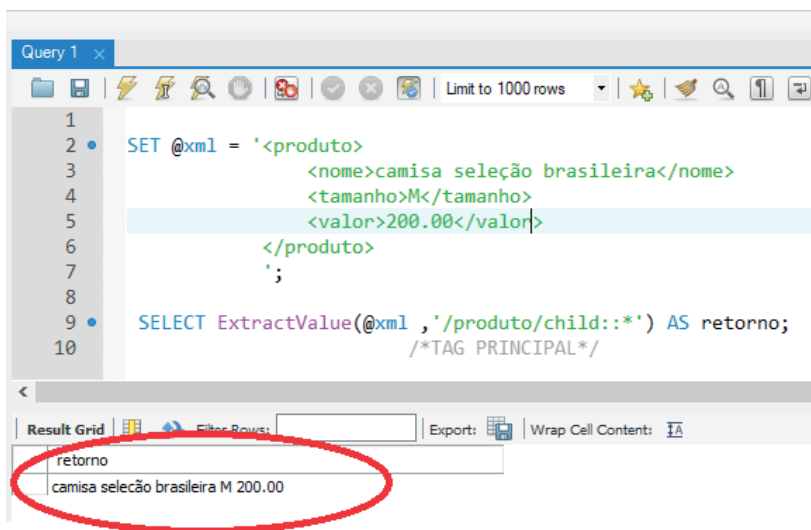 Query 1
Limit to 1000 rows
1
2 SET @xml = '<produto>
3 <nome>camisa seleção brasileira</nome>
4 <tamanho>M</tamanho>
5 <valor>200.00</valor>
6 </produto>
7 ';
8
9 SELECT ExtractValue(@xml ,'/produto/child::*') AS retorno;
10 /*TAG PRINCIPAL*/
Result Grid Filter Rows: Export: Wrap Cell Content:
retorno
camisa selecão brasileira M 200.00